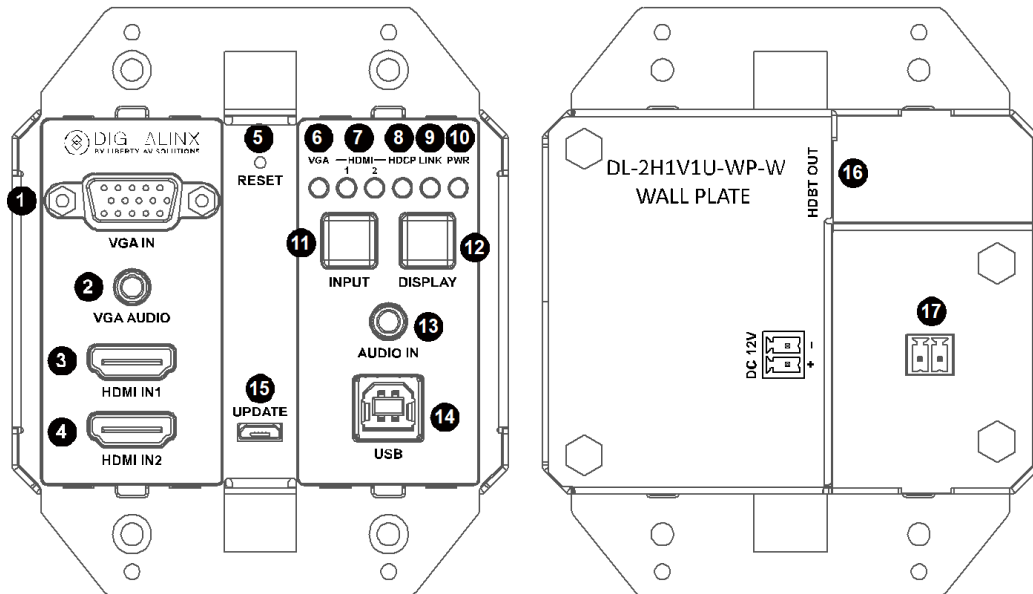 DIGITALINX
BY LIBERTY AV SOLUTIONS
1
VGA IN
2
VGA AUDIO
3
HDMI IN1
4
HDMI IN2
5
RESET
15
UPDATE
6 7 8 9 10
VGA HDMI HDCP LINK PWR
1 2
11 12
INPUT DISPLAY
13
AUDIO IN
14
USB
DL-2H1V1U-WP-W
WALL PLATE
HDBT OUT
16
17
DC 12V
- +